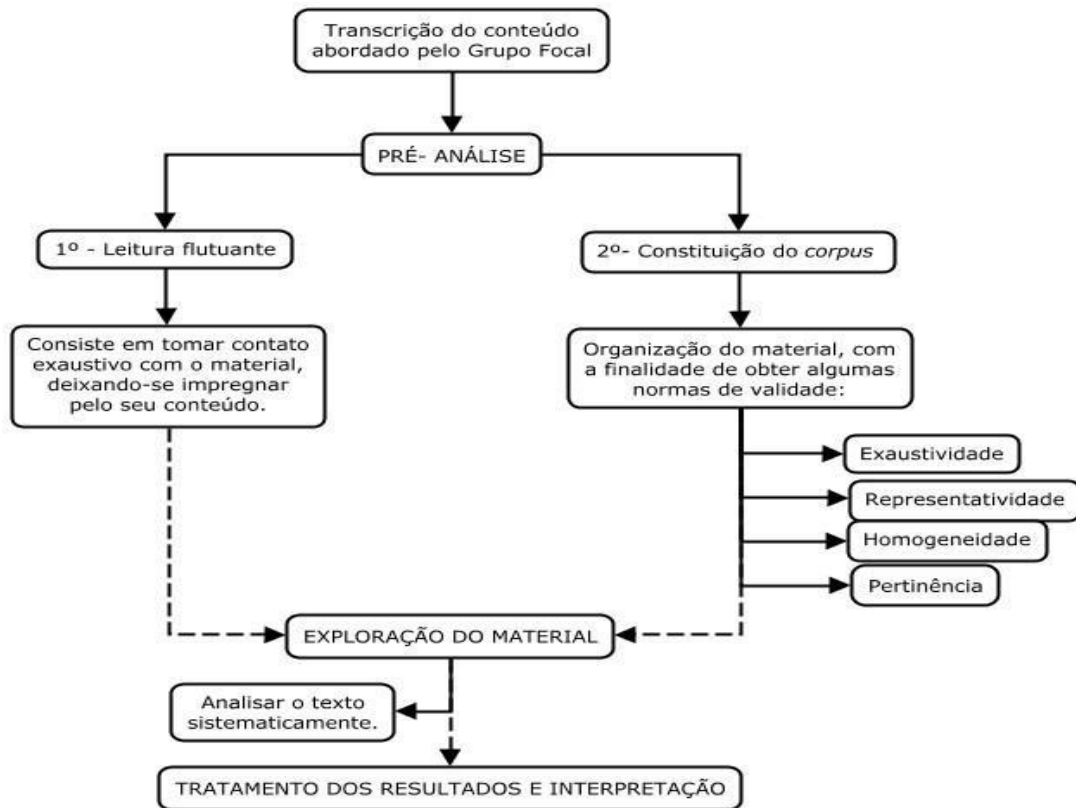 Transcrição do conteúdo
abordado pelo Grupo Focal
PRÉ- ANÁLISE
1º - Leitura flutuante
2º- Constituição do corpus
Consiste em tomar contato
exaustivo com o material,
deixando-se impregnar
pelo seu conteúdo.
Organização do material, com
a finalidade de obter algumas
normas de validade:
Exaustividade
Representatividade
Homogeneidade
Pertinência
EXPLORAÇÃO DO MATERIAL
Analisar o texto
sistematicamente.
TRATAMENTO DOS RESULTADOS E INTERPRETAÇÃO